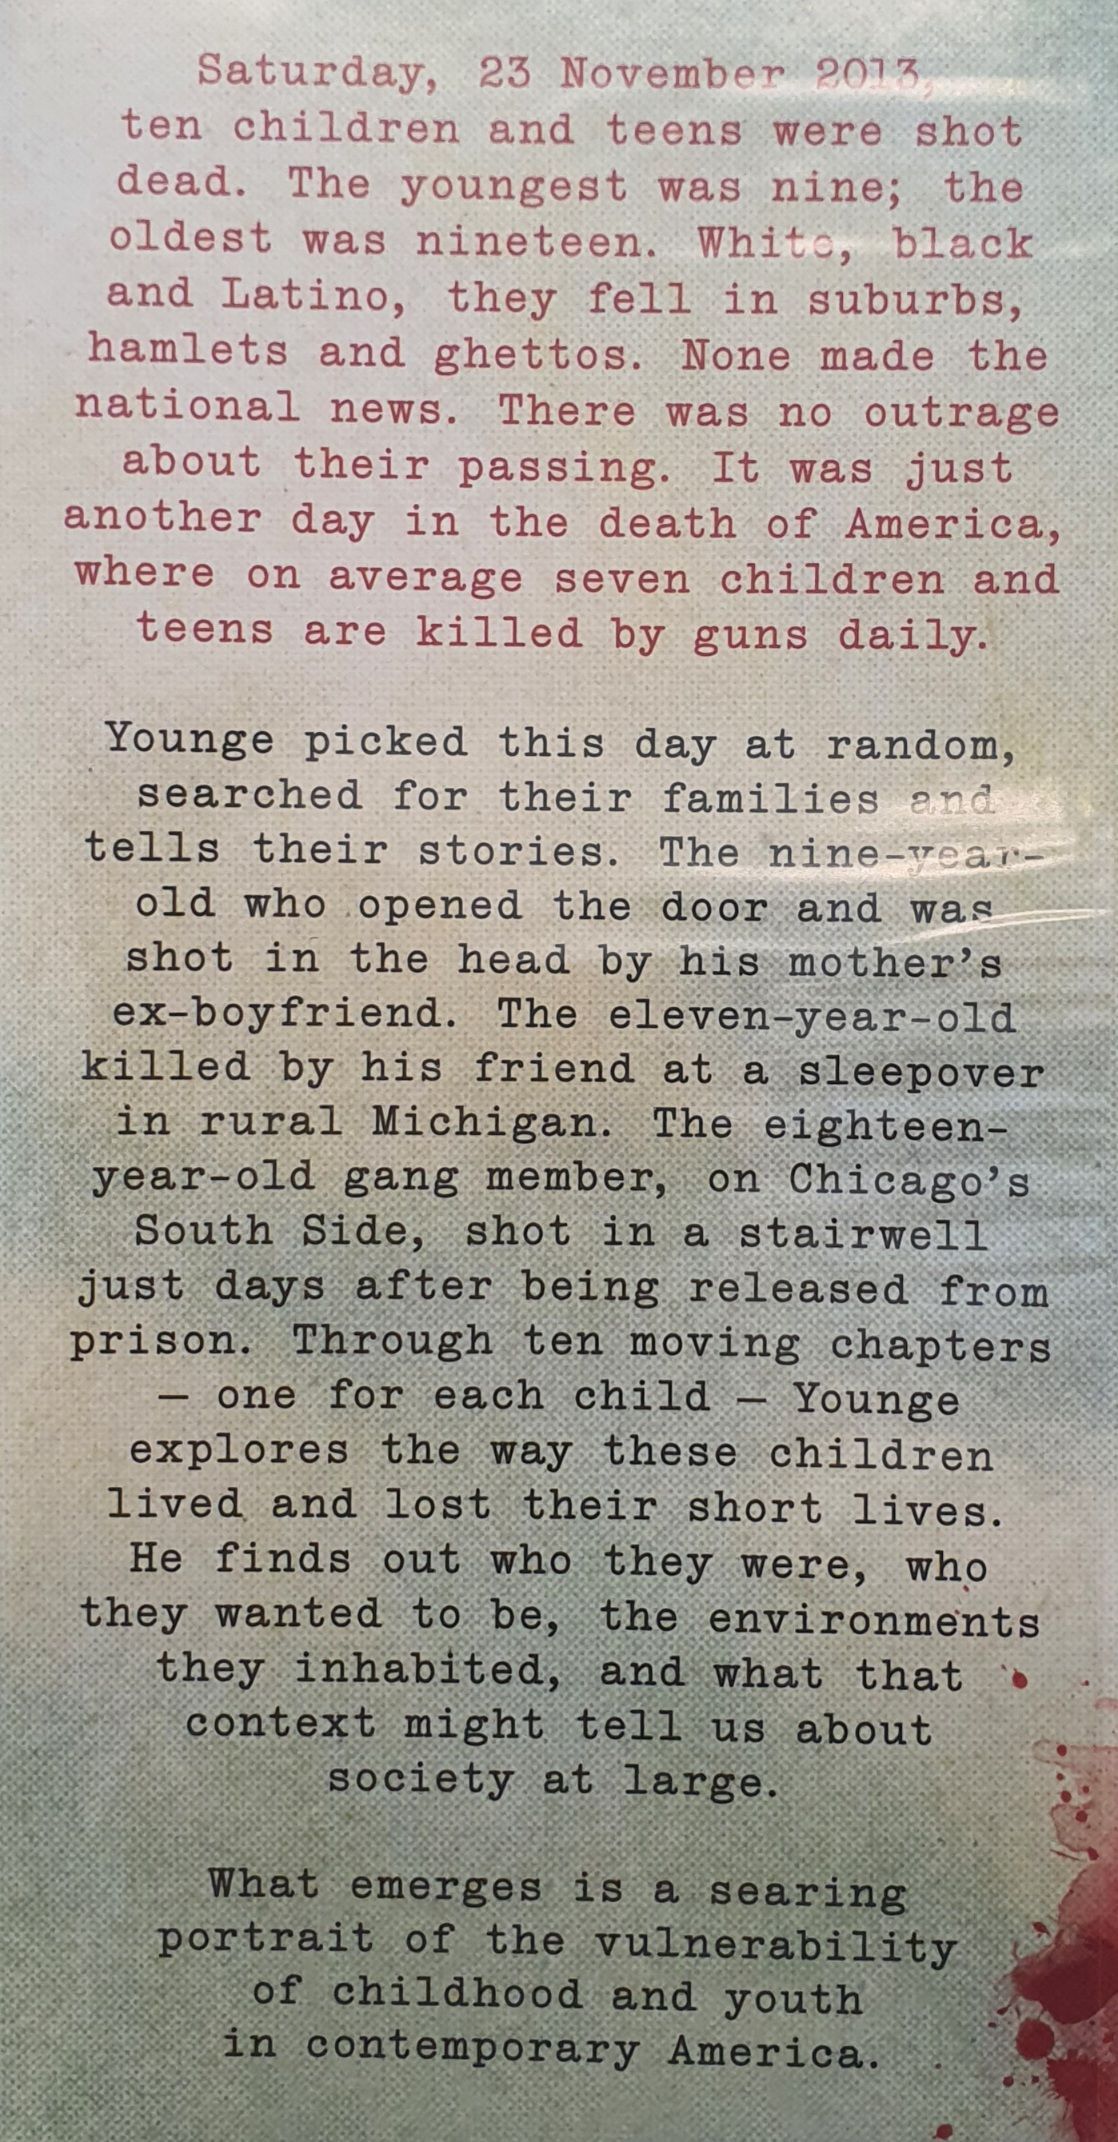 Saturday, 23 November 2013,
ten children and teens were shot
dead. The youngest was nine; the
oldest was nineteen. White, black
and Latino, they fell in suburbs,
hamlets and ghettos. None made the
national news. There was no outrage
about their passing. It was just
another day in the death of America,
where on average seven children and
teens are killed by guns daily.
Younge picked this day at random,
searched for their families and
tells their stories. The nine-year-
old who opened the door and was
shot in the head by his mother's
ex-boyfriend. The eleven-year-old
killed by his friend at a sleepover
in rural Michigan. The eighteen-
year-old gang member, on Chicago's
South Side, shot in a stairwell
just days after being released from
prison. Through ten moving chapters
– one for each child – Younge
explores the way these children
lived and lost their short lives.
He finds out who they were, who
they wanted to be, the environments
they inhabited, and what that
context might tell us about
society at large.
What emerges is a searing
portrait of the vulnerability
of childhood and youth
in contemporary America.